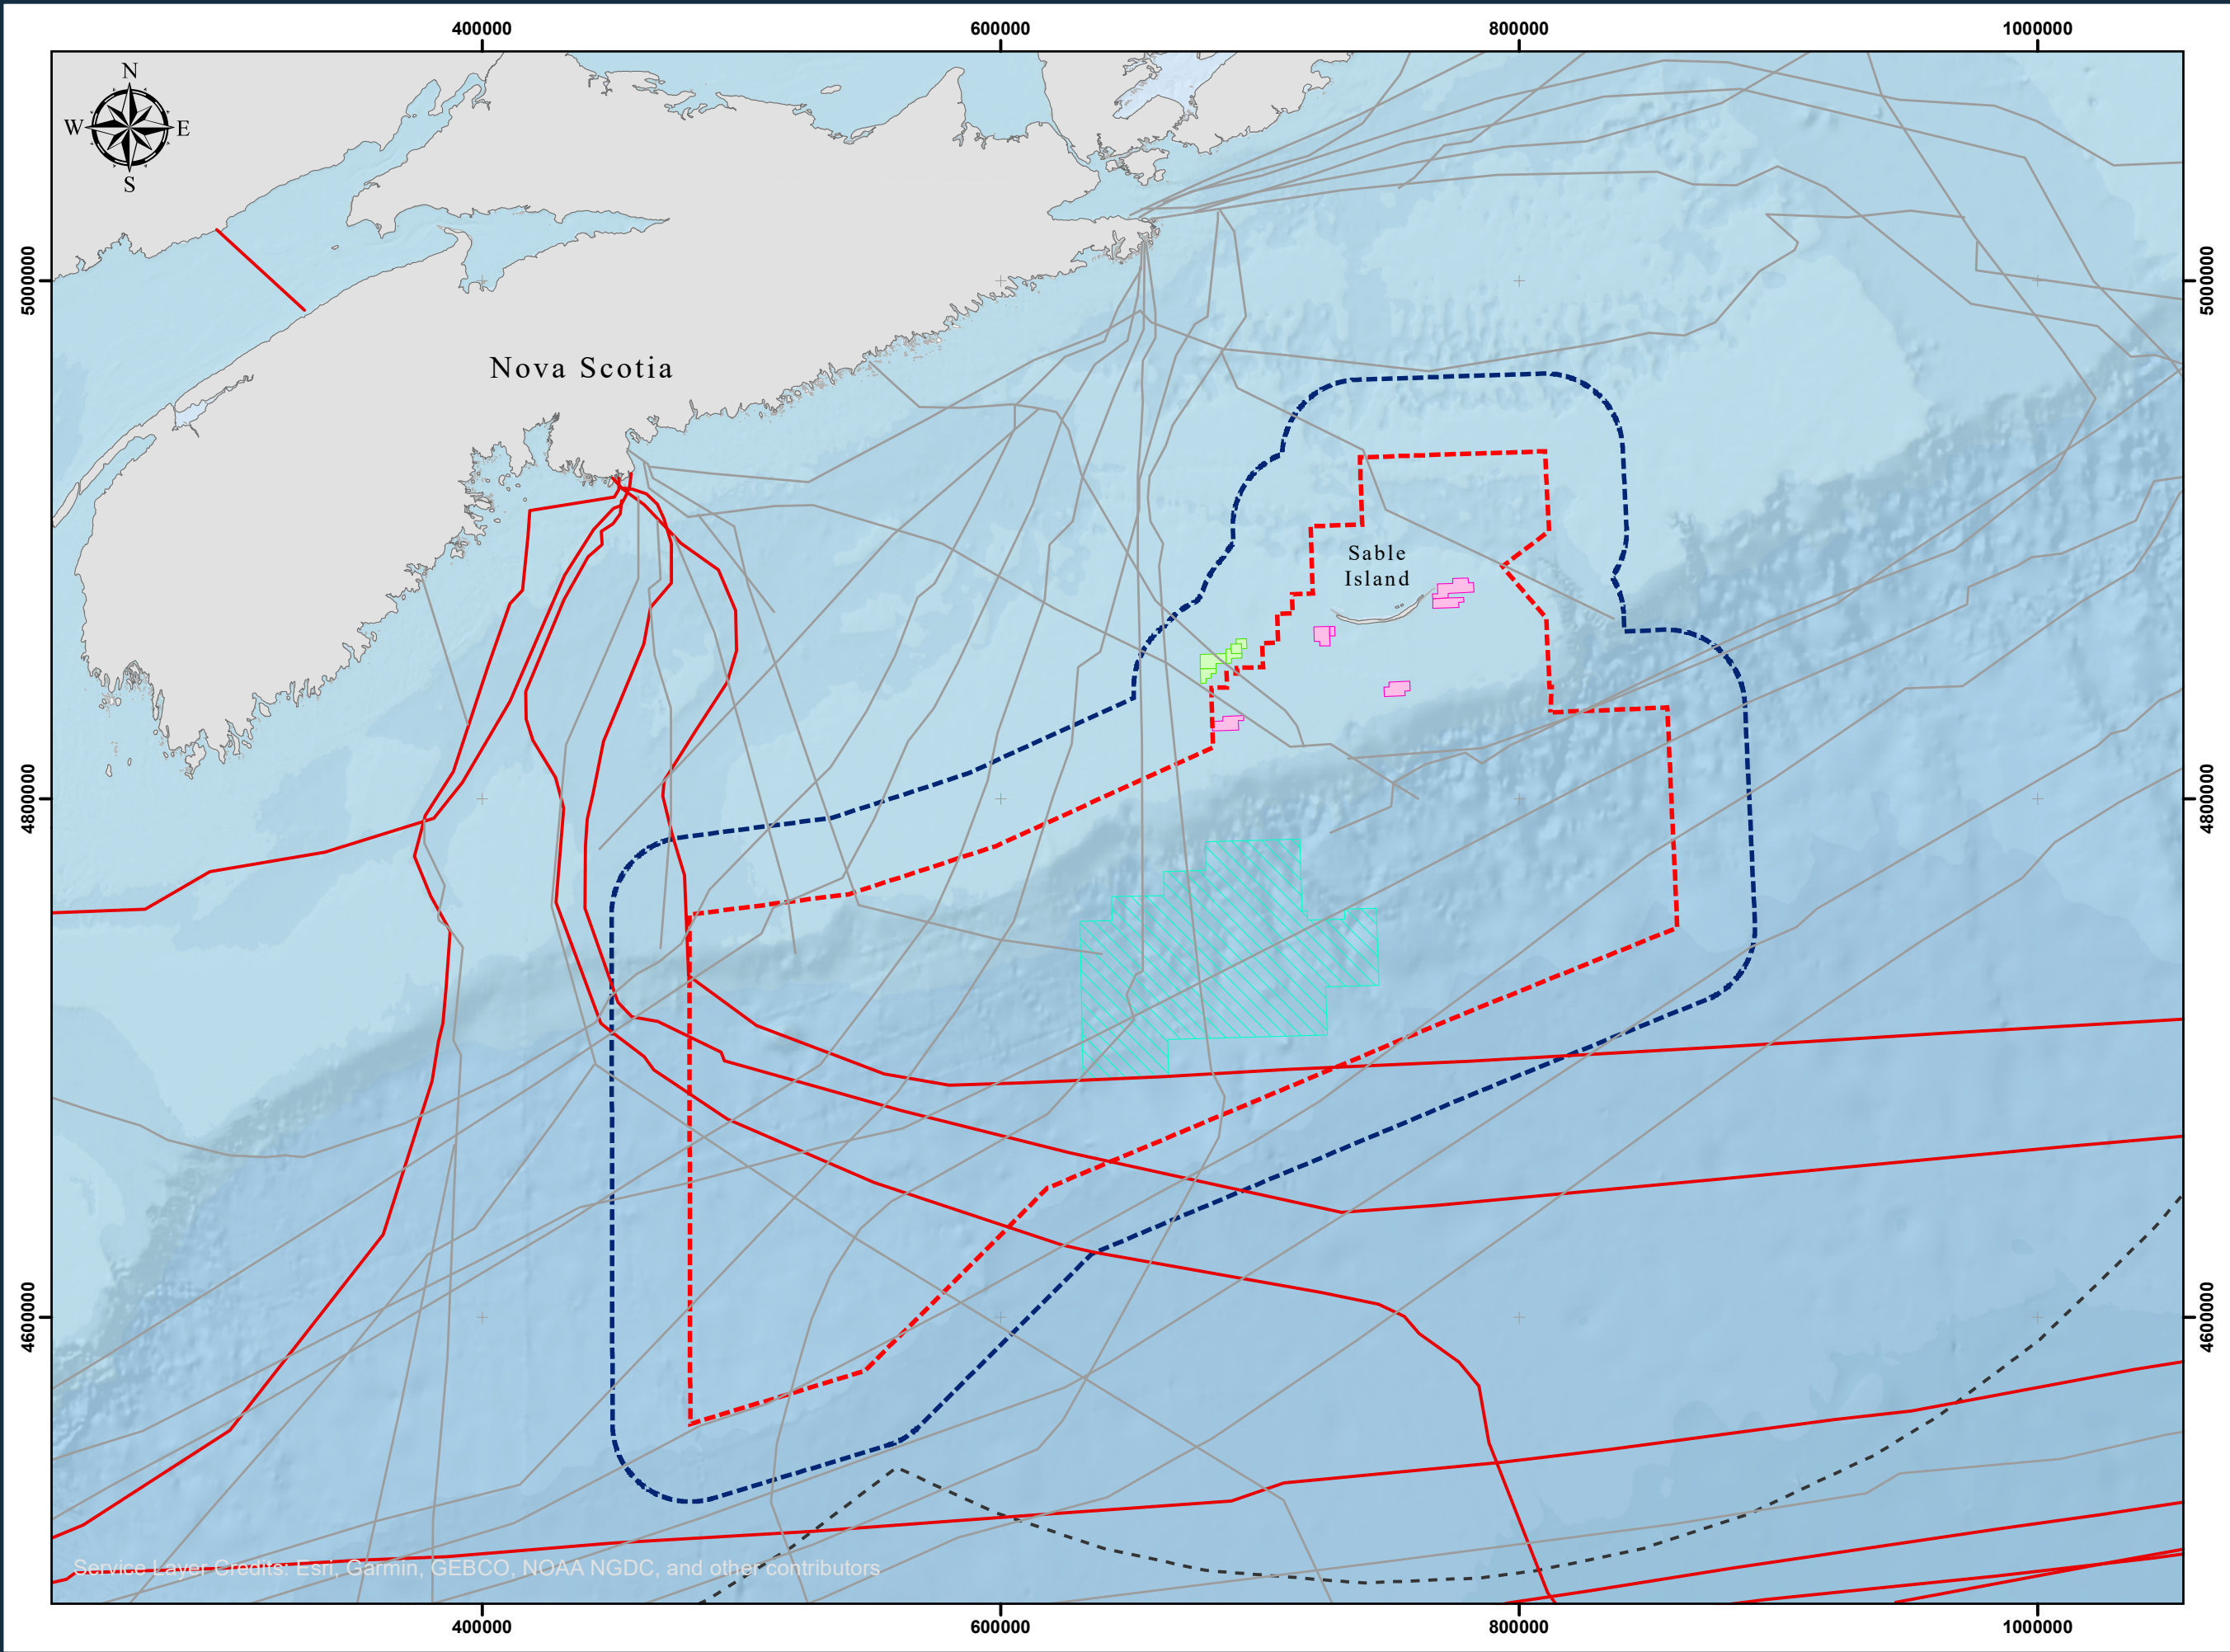 400000 600000 800000 1000000
N
W E
S
5000000 5000000
Nova Scotia
Sable
Island
4800000 4800000
4600000 4600000
Service Layer Credits: Esri, Garmin, GEBCO, NOAA NGDC, and other contributors
400000 600000 800000 1000000